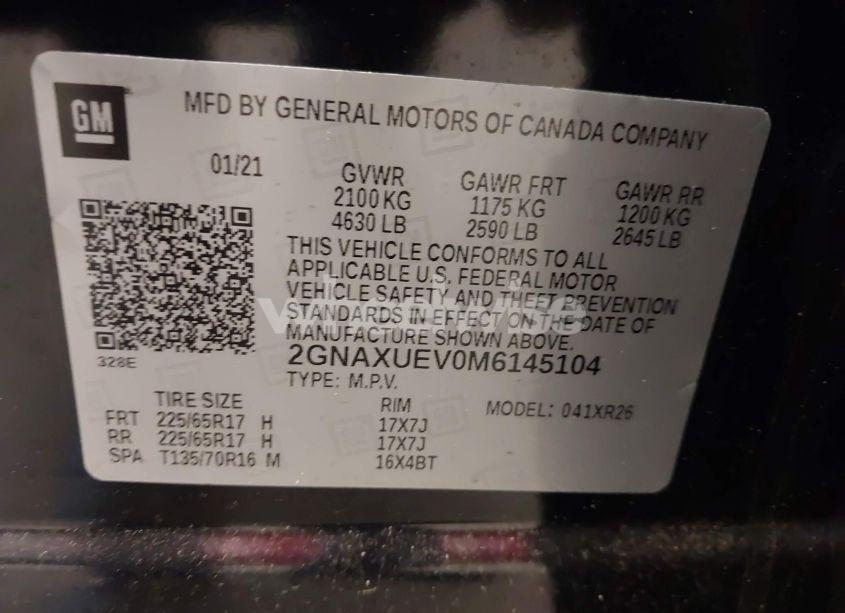 GM
MFD BY GENERAL MOTORS OF CANADA COMPANY
01/21
GVWR
2100 KG
4630 LB
GAWR FRT
1175 KG
2590 LB
GAWR RR
1200 KG
2645 LB
THIS VEHICLE CONFORMS TO ALL
APPLICABLE U.S. FEDERAL MOTOR
VEHICLE SAFETY AND THEFT PREVENTION
STANDARDS IN EFFECT ON THE DATE OF
MANUFACTURE SHOWN ABOVE.
2GNAXUEV0M6145104
TYPE: M.P.V.
328E
TIRE SIZE RIM MODEL: 041XR26
FRT 225/65R17 H 17X7J
RR 225/65R17 H 17X7J
SPA T135/70R16 M 16X4BT